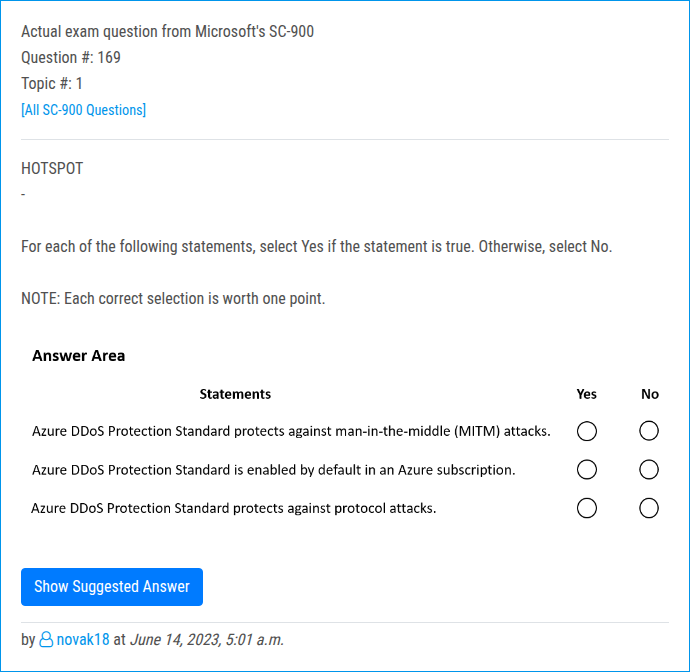 Actual exam question from Microsoft's SC-900
Question #: 169
Topic #: 1
[All SC-900 Questions]
HOTSPOT
-
For each of the following statements, select Yes if the statement is true. Otherwise, select No.
NOTE: Each correct selection is worth one point.
Answer Area
Statements Yes No
Azure DDoS Protection Standard protects against man-in-the-middle (MITM) attacks.
Azure DDoS Protection Standard is enabled by default in an Azure subscription.
Azure DDoS Protection Standard protects against protocol attacks.
Show Suggested Answer
by novak18 at June 14, 2023, 5:01 a.m.